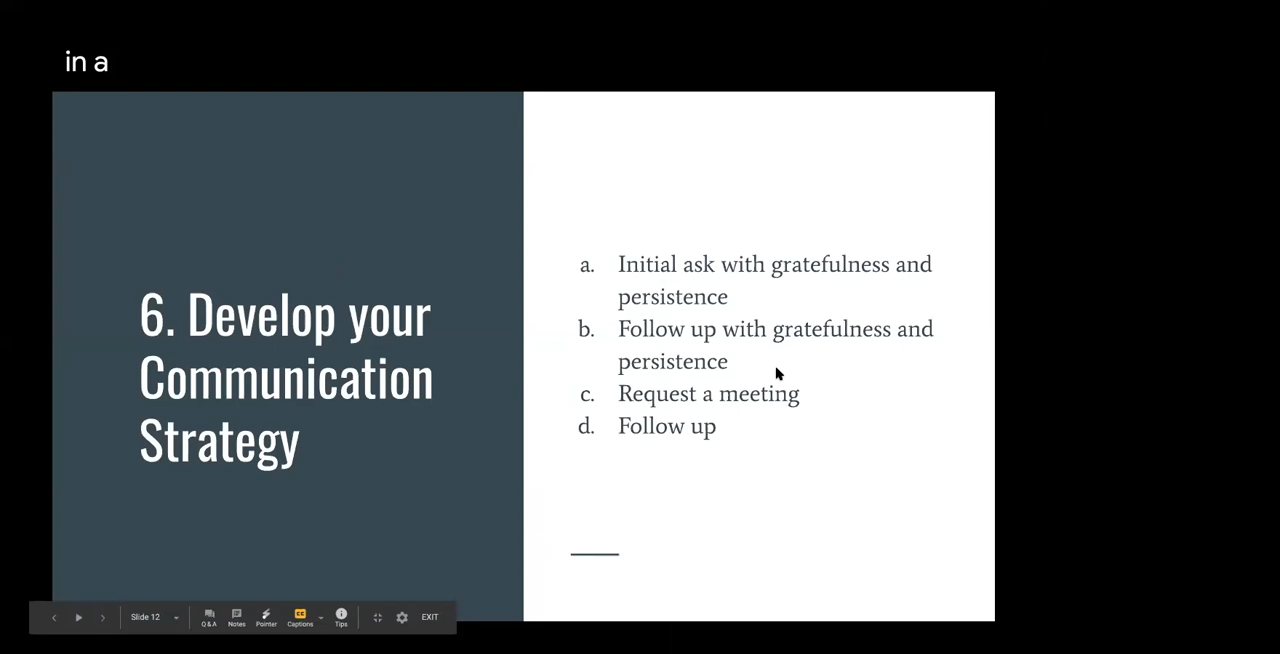 in a
6. Develop your
Communication
Strategy
a. Initial ask with gratefulness and
persistence
b. Follow up with gratefulness and
persistence
c. Request a meeting
d. Follow up
Slide 12
Q&A Notes Pointer CC Captions Tips EXIT